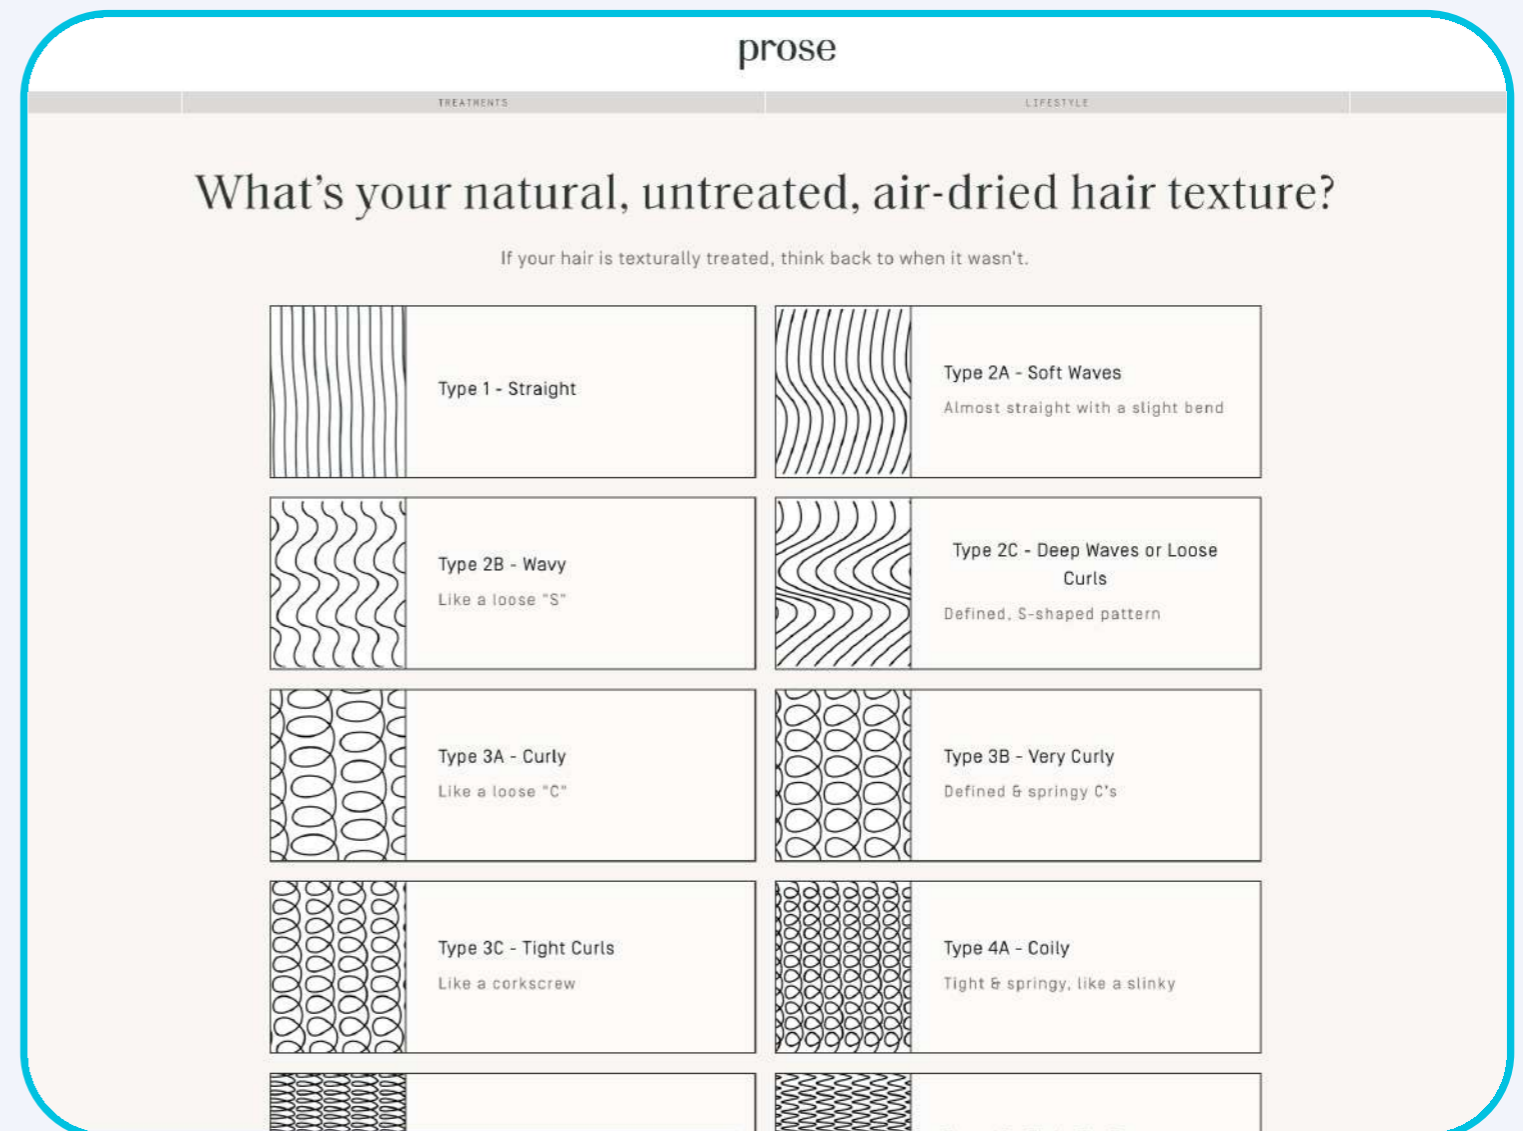 prose
TREATMENTS
LIFESTYLE
What's your natural, untreated, air-dried hair texture?
If your hair is texturally treated, think back to when it wasn't.
Type 1 - Straight
Type 2A - Soft Waves
Almost straight with a slight bend
Type 2B - Wavy
Like a loose "S"
Type 2C - Deep Waves or Loose
Curls
Defined, S-shaped pattern
Type 3A - Curly
Like a loose "C"
Type 3B - Very Curly
Defined & springy C's
Type 3C - Tight Curls
Like a corkscrew
Type 4A - Coily
Tight & springy, like a slinky